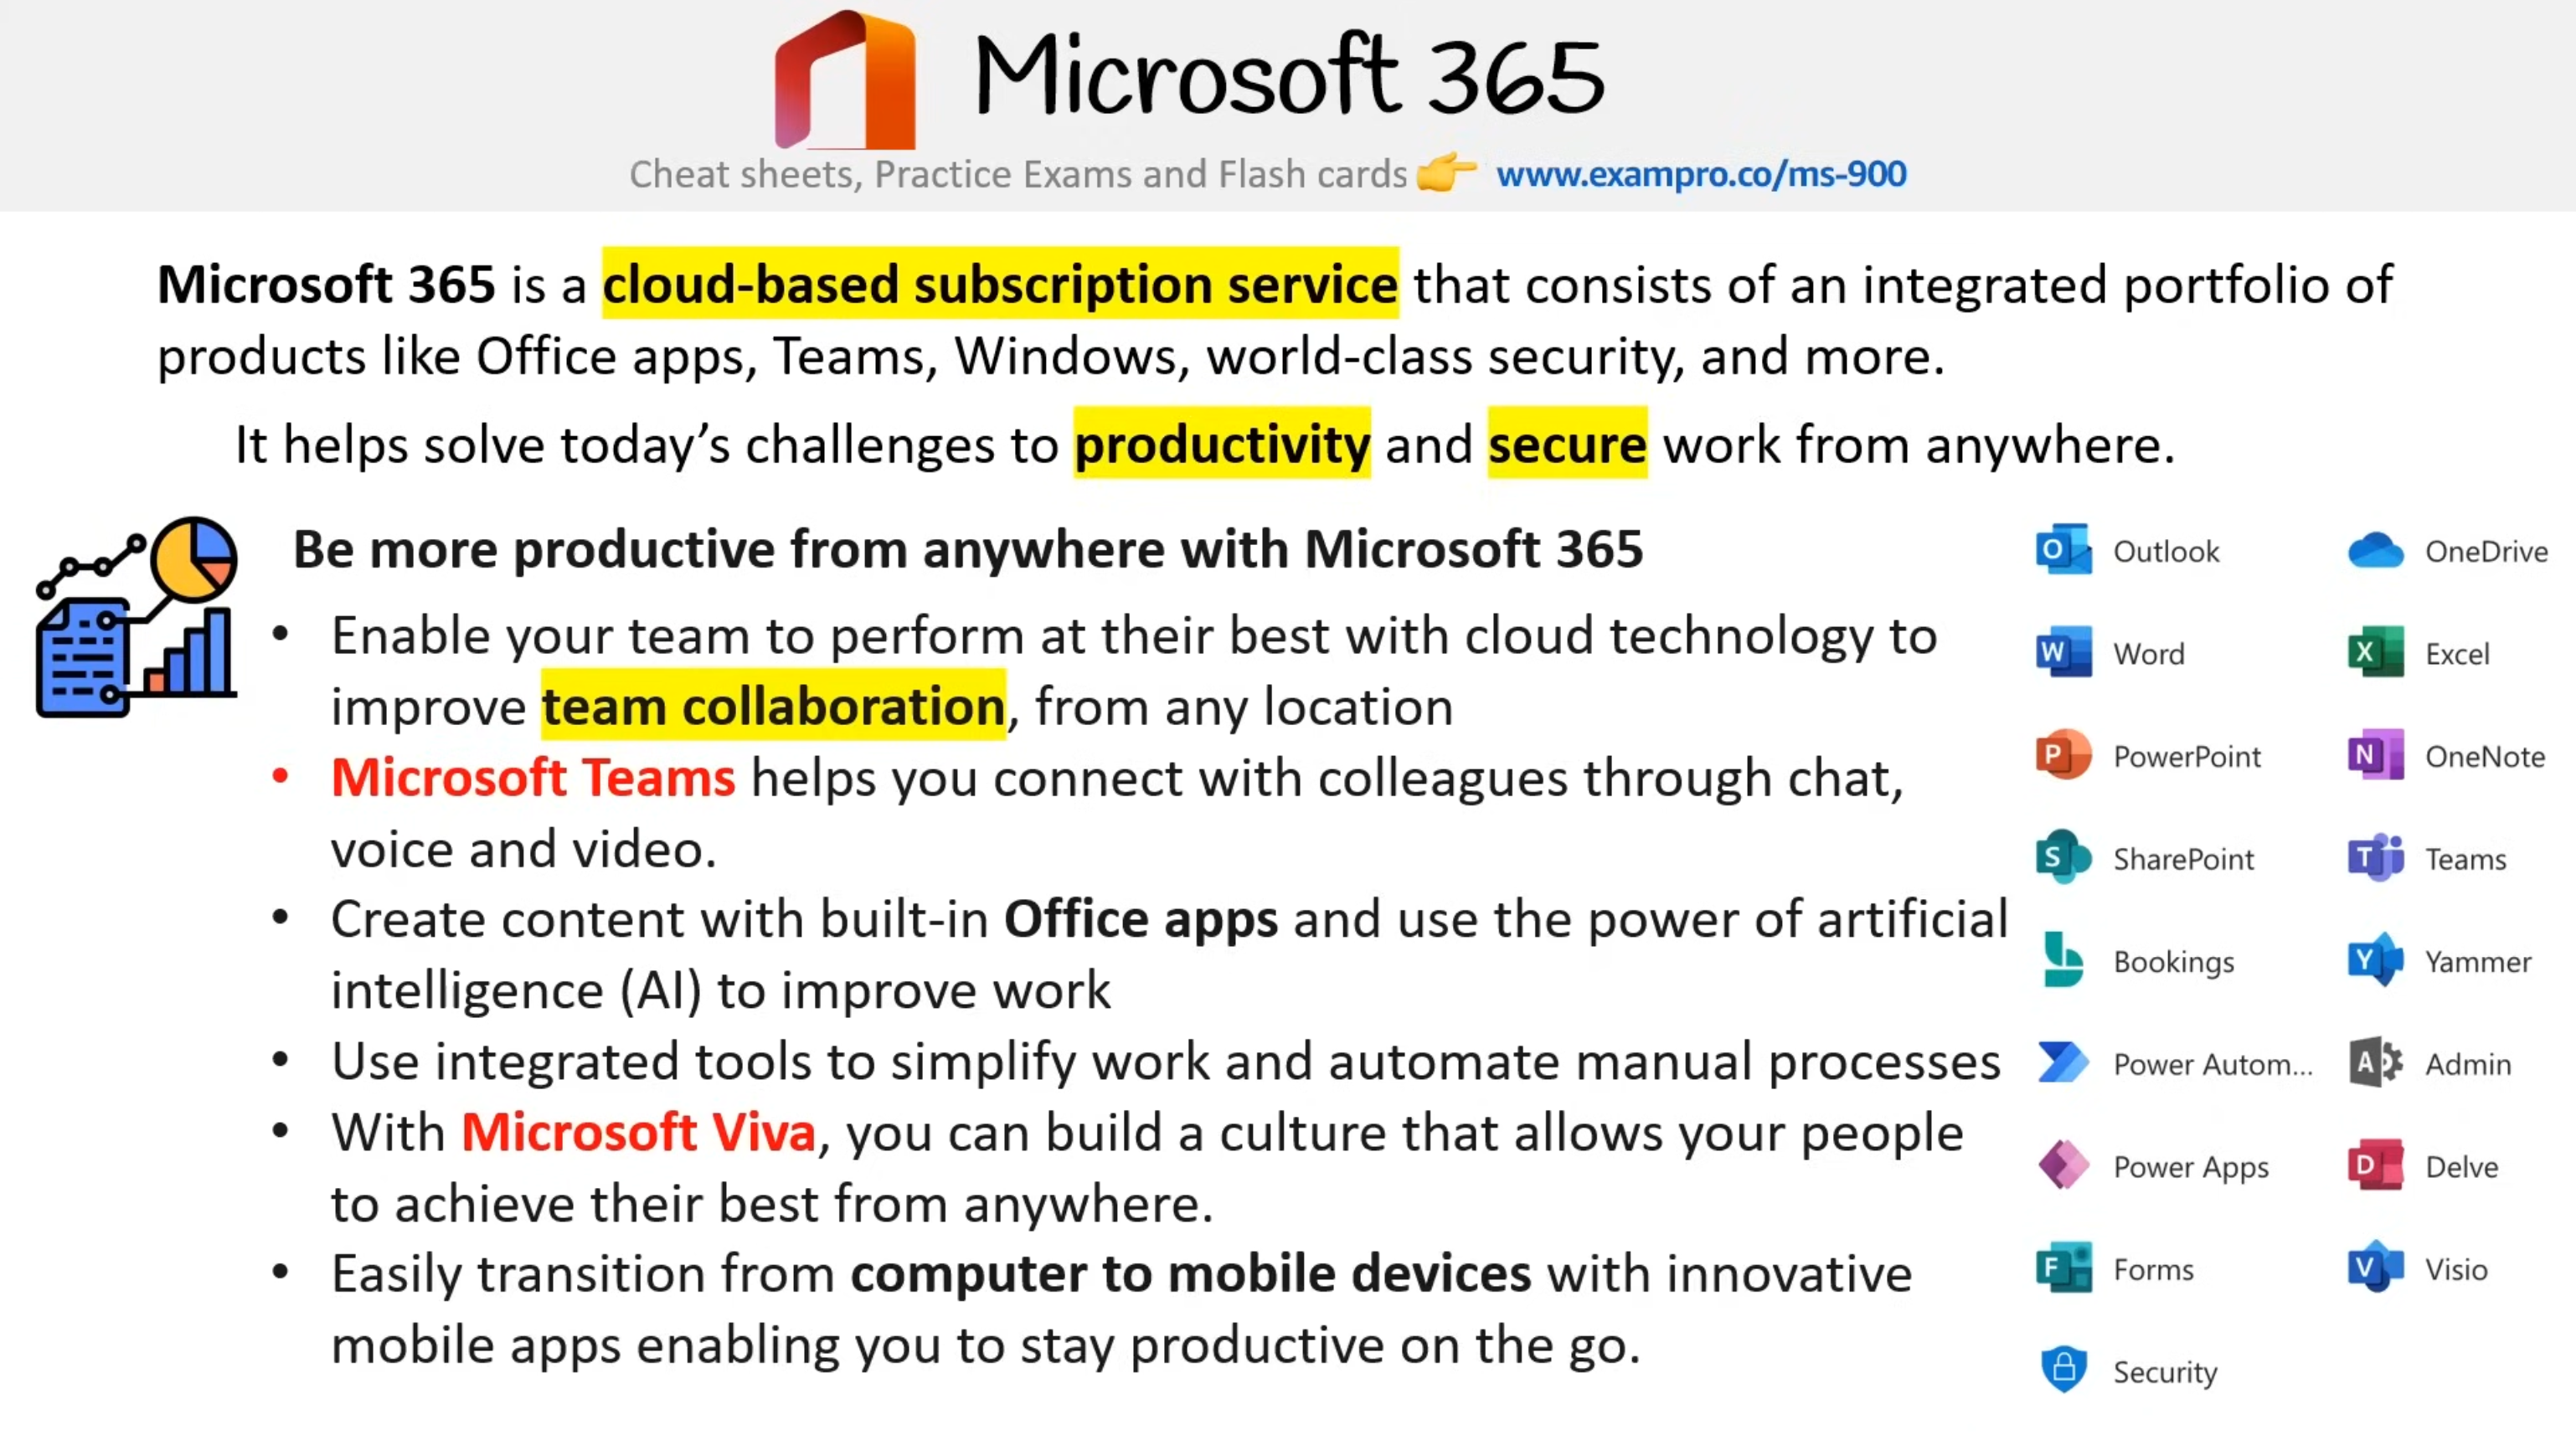 Microsoft 365
Cheat sheets, Practice Exams and Flash cards 👉 www.exampro.co/ms-900
Microsoft 365 is a cloud-based subscription service that consists of an integrated portfolio of
products like Office apps, Teams, Windows, world-class security, and more.
It helps solve today’s challenges to productivity and secure work from anywhere.
Be more productive from anywhere with Microsoft 365
• Enable your team to perform at their best with cloud technology to
improve team collaboration, from any location
• Microsoft Teams helps you connect with colleagues through chat,
voice and video.
• Create content with built-in Office apps and use the power of artificial
intelligence (AI) to improve work
• Use integrated tools to simplify work and automate manual processes
• With Microsoft Viva, you can build a culture that allows your people
to achieve their best from anywhere.
• Easily transition from computer to mobile devices with innovative
mobile apps enabling you to stay productive on the go.
O Outlook OneDrive
W Word X Excel
P PowerPoint N OneNote
S SharePoint T Teams
Bookings Y Yammer
Power Autom... A Admin
Power Apps D Delve
F Forms V Visio
Security